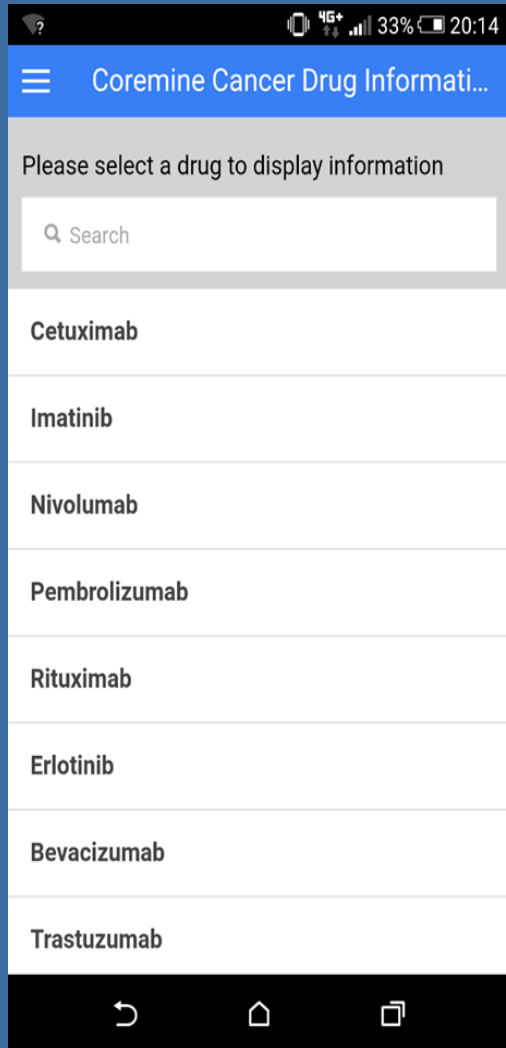 ? 4G+ 33% 20:14
Coremine Cancer Drug Informati...
Please select a drug to display information
Search
Cetuximab
Imatinib
Nivolumab
Pembrolizumab
Rituximab
Erlotinib
Bevacizumab
Trastuzumab